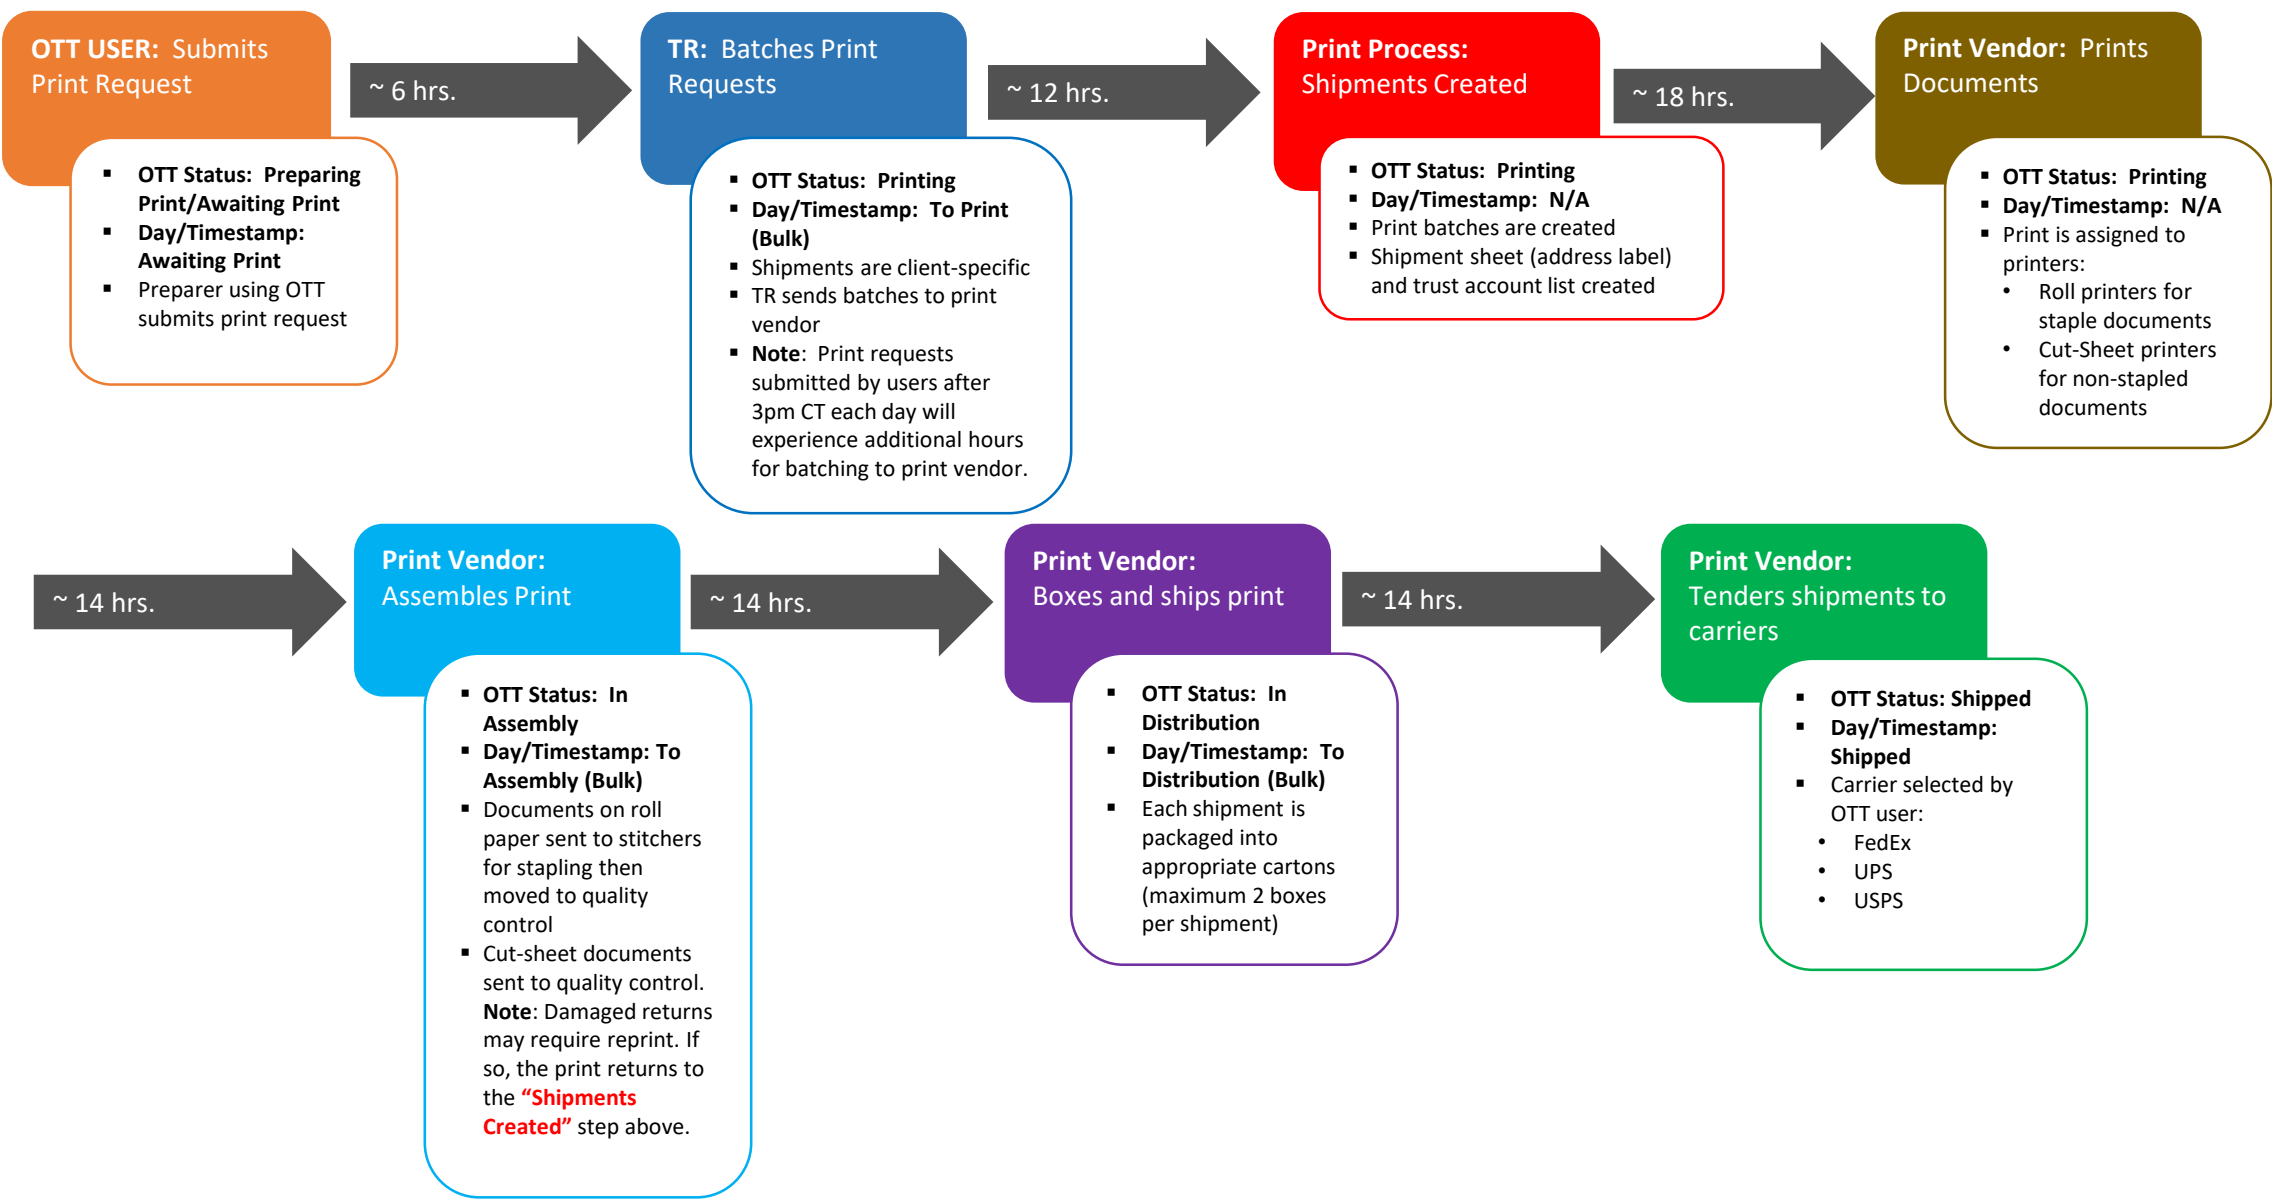 OTT USER:  Submits
Print Request
~ 6 hrs.
▪ OTT Status:  Preparing
Print/Awaiting Print
▪ Day/Timestamp:
Awaiting Print
▪ Preparer using OTT
submits print request
TR:  Batches Print
Requests
~ 12 hrs.
▪ OTT Status:  Printing
▪ Day/Timestamp:  To Print
(Bulk)
▪ Shipments are client-specific
▪ TR sends batches to print
vendor
▪ Note:  Print requests
submitted by users after
3pm CT each day will
experience additional hours
for batching to print vendor.
Print Process:
Shipments Created
~ 18 hrs.
▪ OTT Status:  Printing
▪ Day/Timestamp:  N/A
▪ Print batches are created
▪ Shipment sheet (address label)
and trust account list created
Print Vendor:  Prints
Documents
▪ OTT Status:  Printing
▪ Day/Timestamp:  N/A
▪ Print is assigned to
printers:
• Roll printers for
staple documents
• Cut-Sheet printers
for non-stapled
documents
~ 14 hrs.
Print Vendor:
Assembles Print
▪ OTT Status:  In
Assembly
▪ Day/Timestamp: To
Assembly (Bulk)
▪ Documents on roll
paper sent to stitchers
for stapling then
moved to quality
control
▪ Cut-sheet documents
sent to quality control.
Note: Damaged returns
may require reprint. If
so, the print returns to
the “Shipments
Created” step above.
~ 14 hrs.
Print Vendor:
Boxes and ships print
▪ OTT Status:  In
Distribution
▪ Day/Timestamp:  To
Distribution (Bulk)
▪ Each shipment is
packaged into
appropriate cartons
(maximum 2 boxes
per shipment)
~ 14 hrs.
Print Vendor:
Tenders shipments to
carriers
▪ OTT Status: Shipped
▪ Day/Timestamp:
Shipped
▪ Carrier selected by
OTT user:
• FedEx
• UPS
• USPS